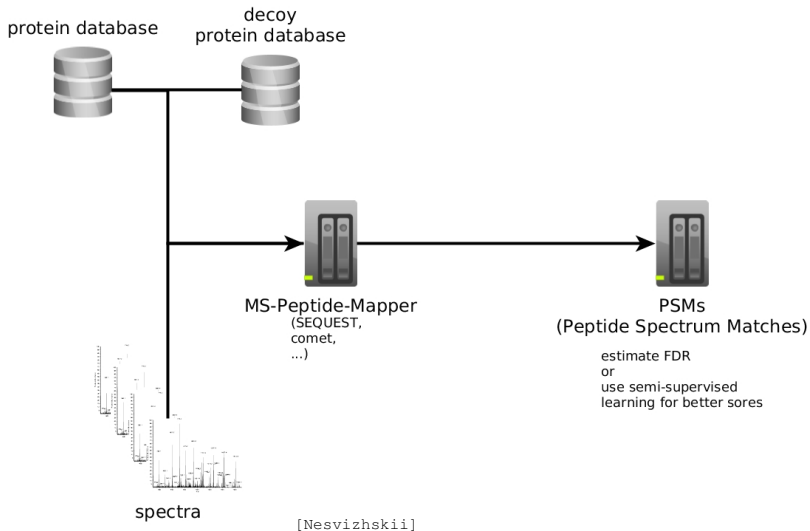 protein database
decoy
protein database
MS-Peptide-Mapper
(SEQUEST,
comet,
...)
PSMs
(Peptide Spectrum Matches)
estimate FDR
or
use semi-supervised
learning for better sores
spectra
[Nesvizhskii]